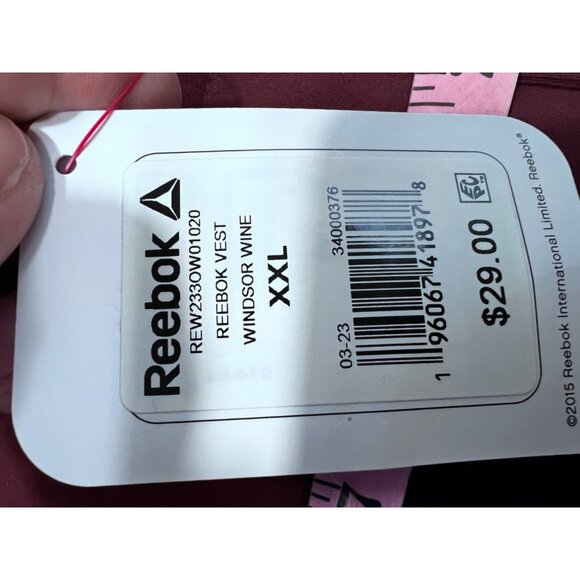 Reebok
REW233OW01020
REEBOK VEST
WINDSOR WINE
XXL
34000376
03-23
1 96067 41897 8
$29.00
©2015 Reebok International Limited. Reebok®
7